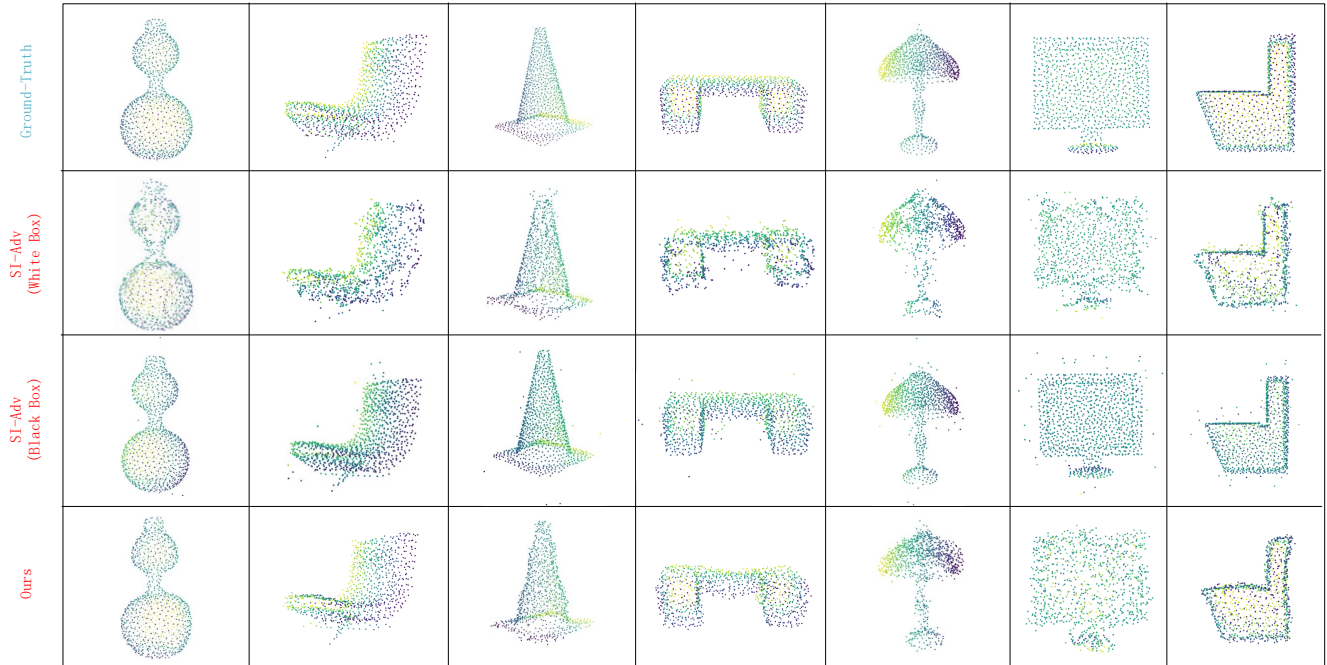 Ground-Truth
SI-Adv
(White Box)
SI-Adv
(Black Box)
Ours